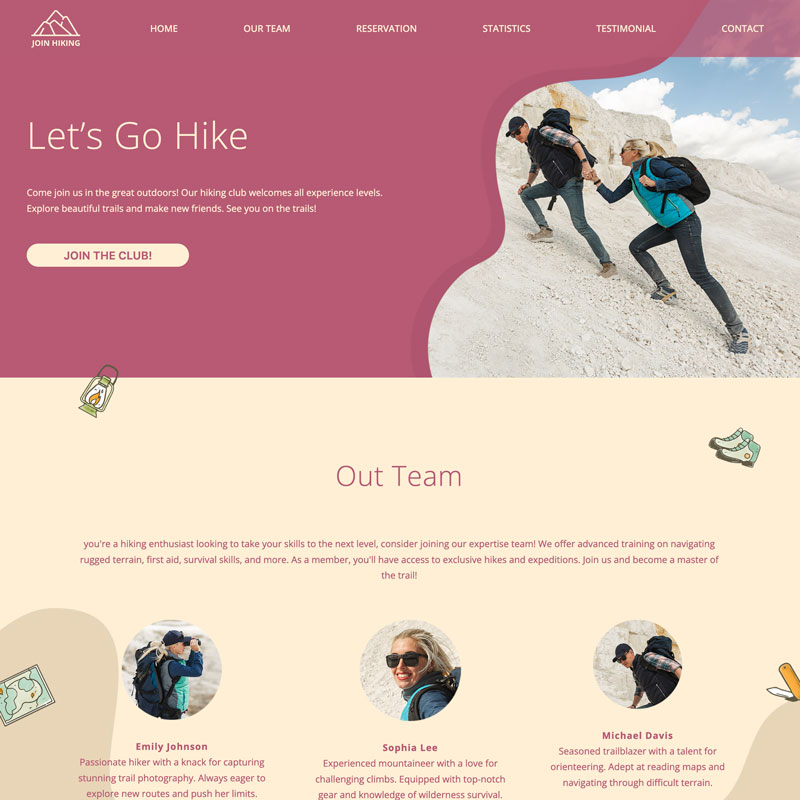 JOIN HIKING
HOME
OUR TEAM
RESERVATION
STATISTICS
TESTIMONIAL
CONTACT
Let's Go Hike
Come join us in the great outdoors! Our hiking club welcomes all experience levels.
Explore beautiful trails and make new friends. See you on the trails!
JOIN THE CLUB!
Out Team
you're a hiking enthusiast looking to take your skills to the next level, consider joining our expertise team! We offer advanced training on navigating
rugged terrain, first aid, survival skills, and more. As a member, you'll have access to exclusive hikes and expeditions. Join us and become a master of
the trail!
Emily Johnson
Passionate hiker with a knack for capturing
stunning trail photography. Always eager to
explore new routes and push her limits.
Sophia Lee
Experienced mountaineer with a love for
challenging climbs. Equipped with top-notch
gear and knowledge of wilderness survival.
Michael Davis
Seasoned trailblazer with a talent for
orienteering. Adept at reading maps and
navigating through difficult terrain.